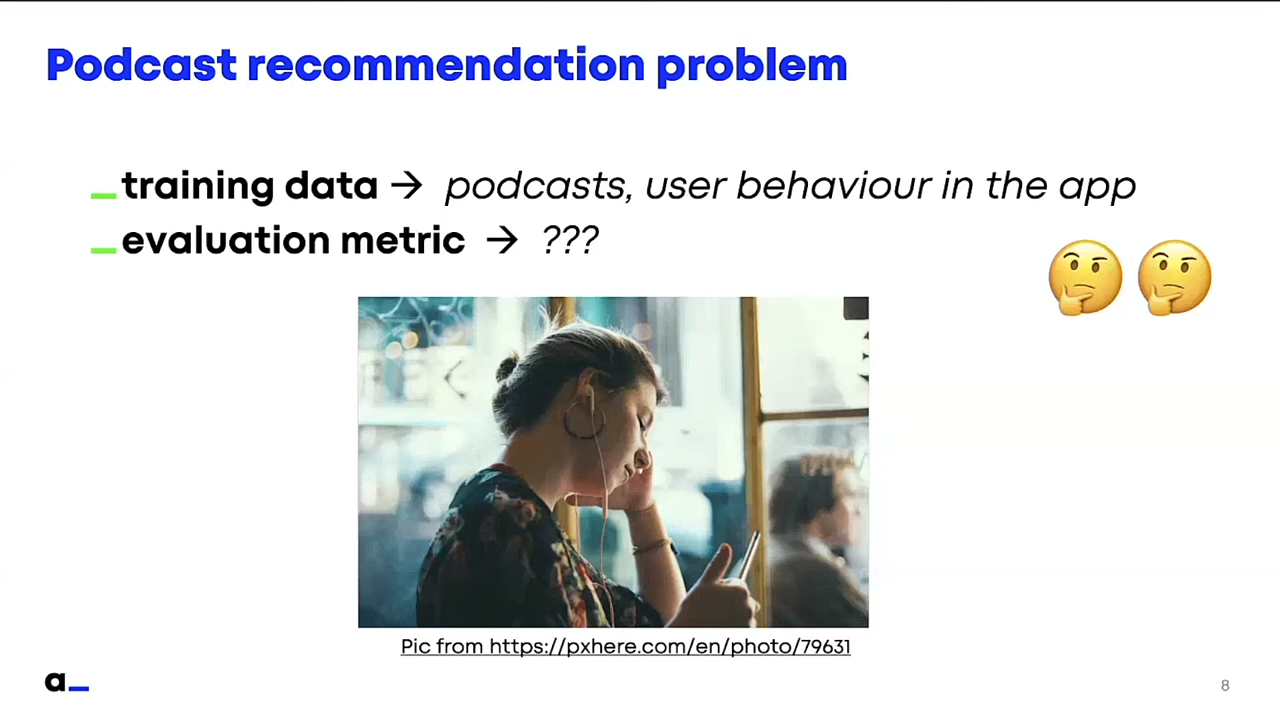 Podcast recommendation problem
_training data → podcasts, user behaviour in the app
_evaluation metric → ???
Pic from https://pxhere.com/en/photo/79631
a_
8